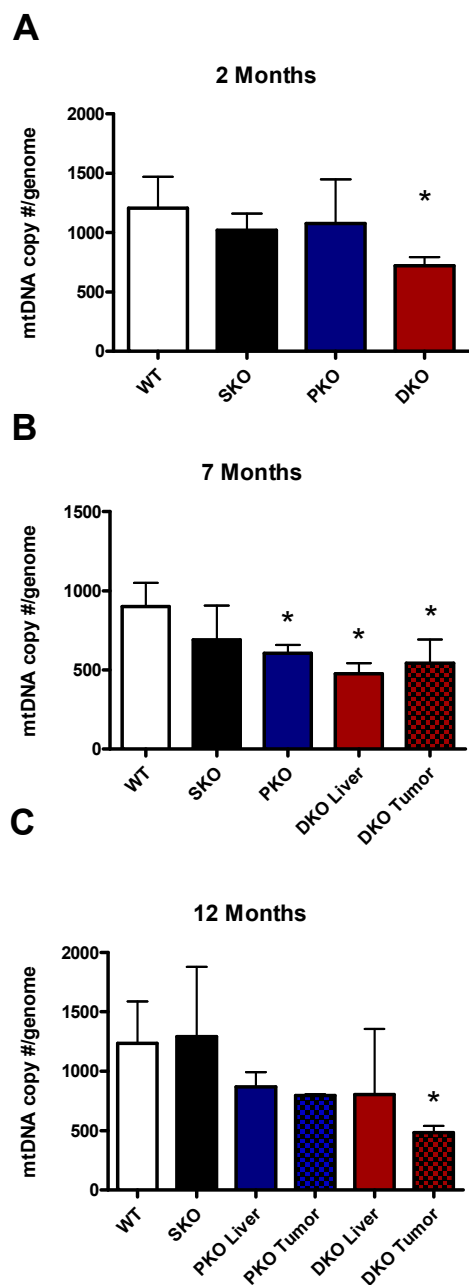 A
2 Months
mtDNA copy #/genome
2000
1500
1000
500
0
*
WT
SKO
PKO
DKO
B
7 Months
mtDNA copy #/genome
1500
1000
500
0
*
*
*
WT
SKO
PKO
DKO Liver
DKO Tumor
C
12 Months
mtDNA copy #/genome
2000
1500
1000
500
0
*
WT
SKO
PKO Liver
PKO Tumor
DKO Liver
DKO Tumor